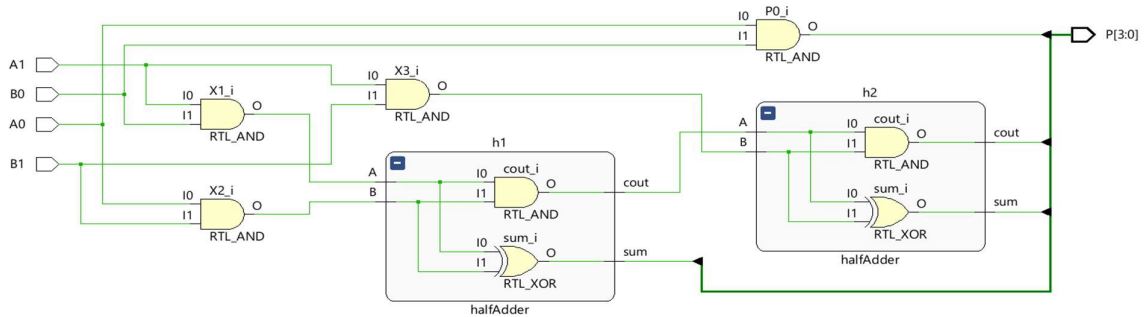 P0_i
I0
I1
O
RTL_AND
P[3:0]
A1
B0
A0
B1
X1_i
I0
I1
O
RTL_AND
X3_i
I0
I1
O
RTL_AND
X2_i
I0
I1
O
RTL_AND
h1
A
B
cout_i
I0
I1
O
RTL_AND
cout
sum_i
I0
I1
O
RTL_XOR
sum
halfAdder
h2
A
B
cout_i
I0
I1
O
RTL_AND
cout
sum_i
I0
I1
O
RTL_XOR
sum
halfAdder